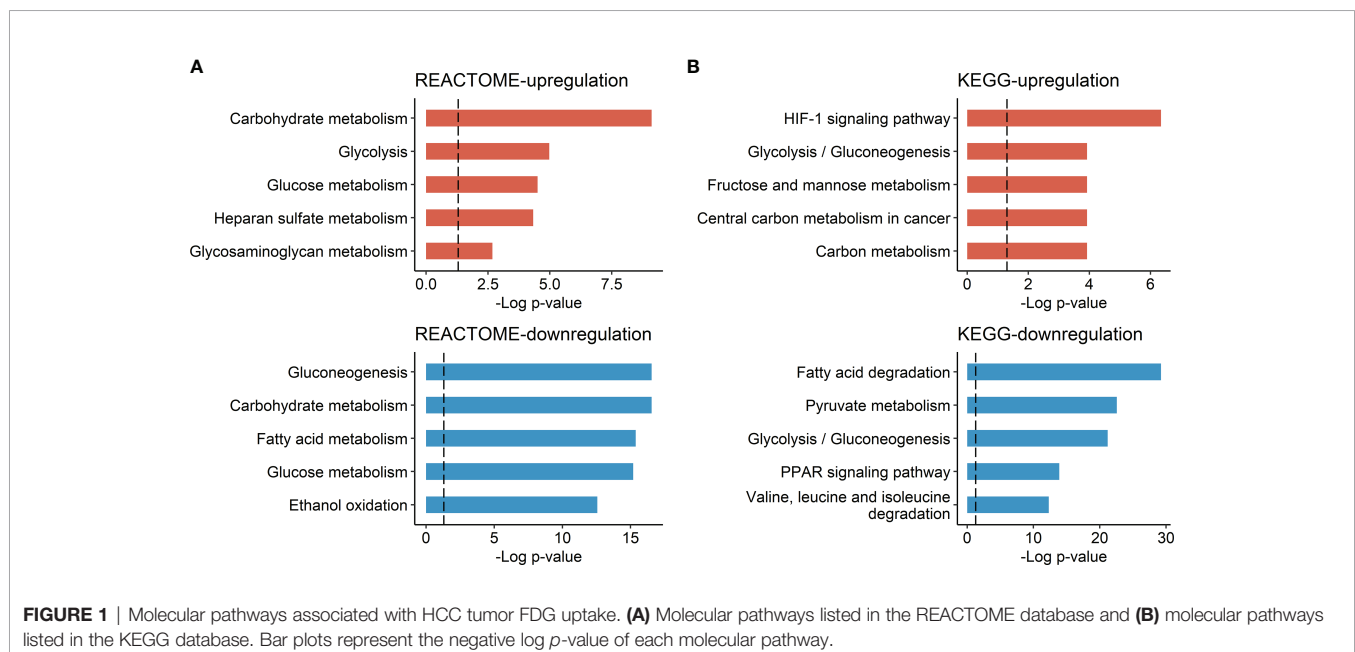 A
REACTOME-upregulation
Carbohydrate metabolism
Glycolysis
Glucose metabolism
Heparan sulfate metabolism
Glycosaminoglycan metabolism
0.0 2.5 5.0 7.5
-Log p-value
REACTOME-downregulation
Gluconeogenesis
Carbohydrate metabolism
Fatty acid metabolism
Glucose metabolism
Ethanol oxidation
0 5 10 15
-Log p-value
B
KEGG-upregulation
HIF-1 signaling pathway
Glycolysis / Gluconeogenesis
Fructose and mannose metabolism
Central carbon metabolism in cancer
Carbon metabolism
0 2 4 6
-Log p-value
KEGG-downregulation
Fatty acid degradation
Pyruvate metabolism
Glycolysis / Gluconeogenesis
PPAR signaling pathway
Valine, leucine and isoleucine
degradation
0 10 20 30
-Log p-value
FIGURE 1 | Molecular pathways associated with HCC tumor FDG uptake. (A) Molecular pathways listed in the REACTOME database and (B) molecular pathways
listed in the KEGG database. Bar plots represent the negative log p-value of each molecular pathway.